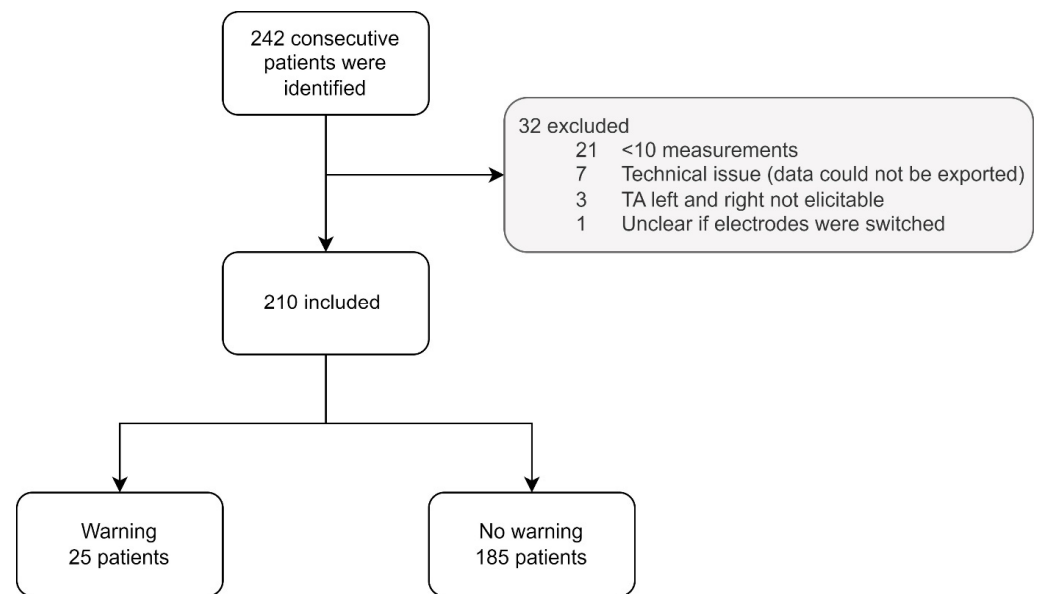 242 consecutive
patients were
identified
32 excluded
21 <10 measurements
7 Technical issue (data could not be exported)
3 TA left and right not elicitable
1 Unclear if electrodes were switched
210 included
Warning
25 patients
No warning
185 patients